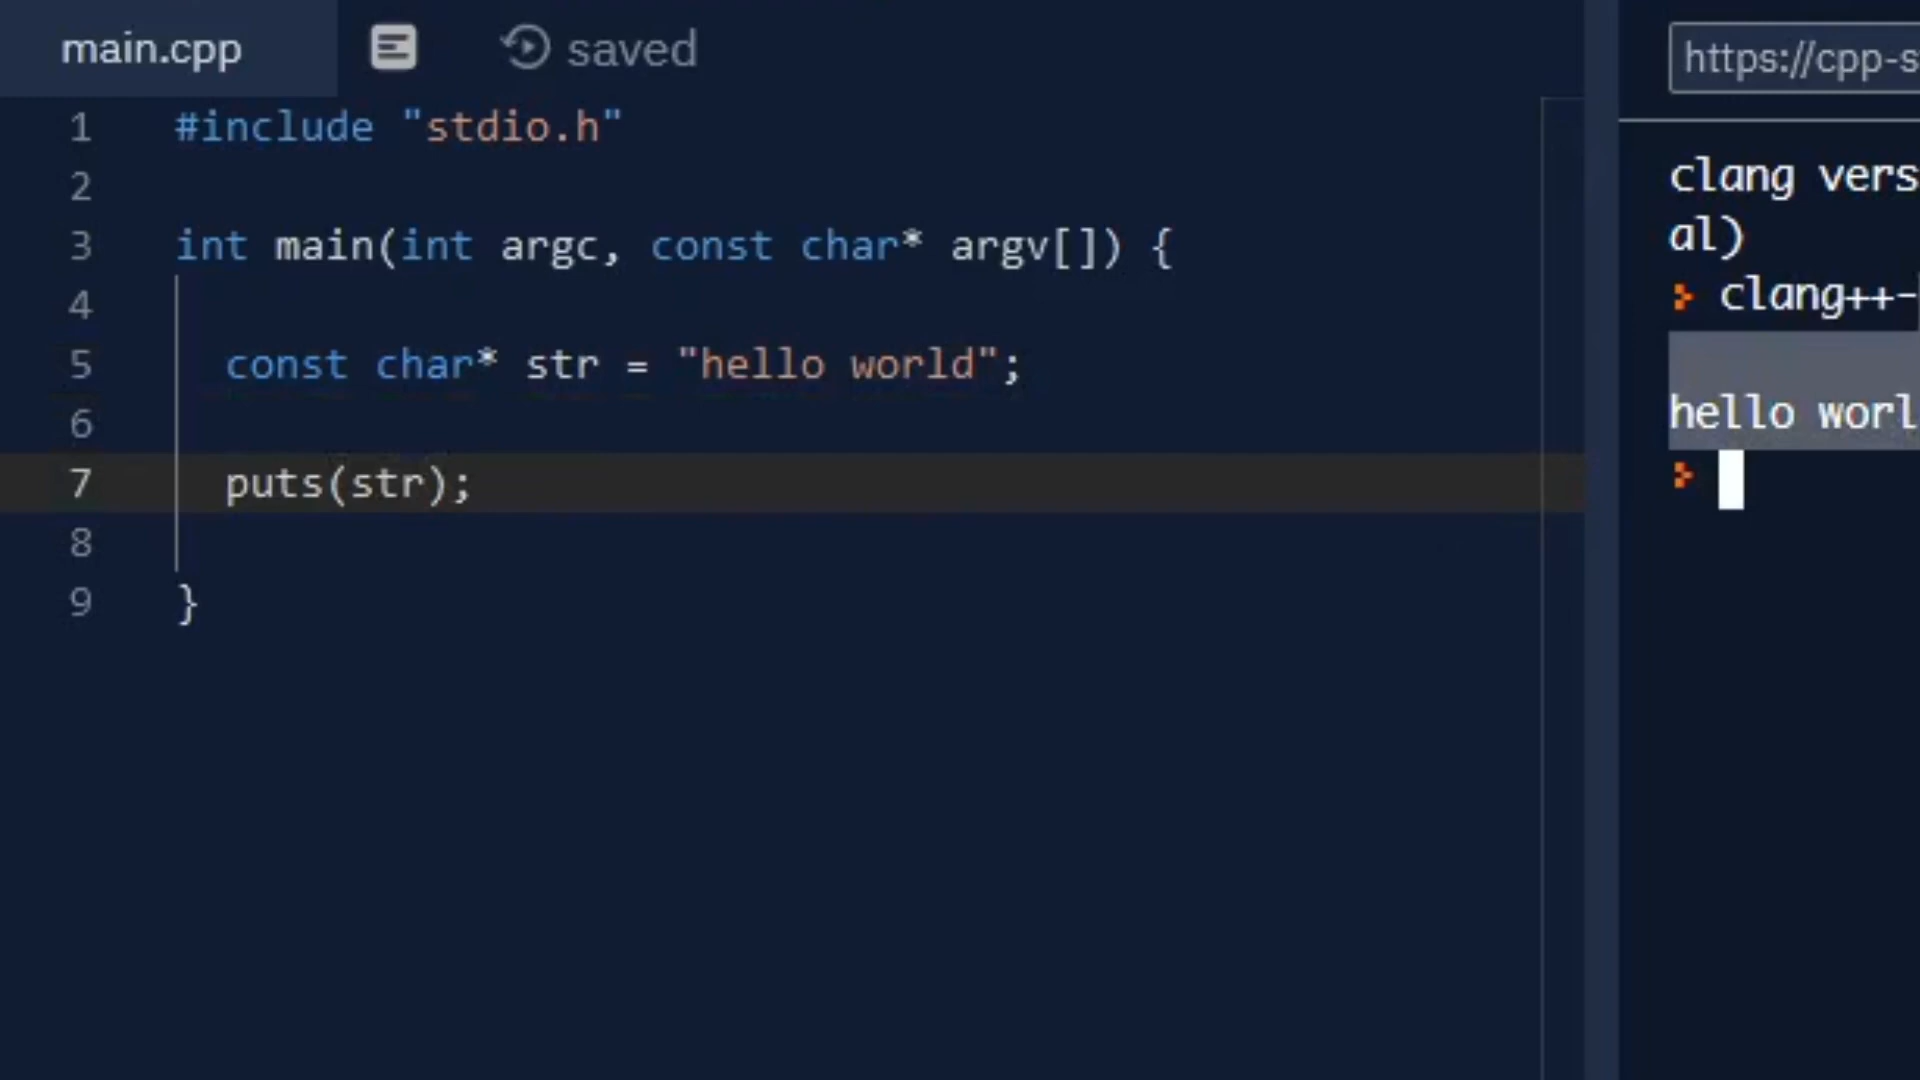 main.cpp
saved
1 #include "stdio.h"
2
3 int main(int argc, const char* argv[]) {
4
5 const char* str = "hello world";
6
7 puts(str);
8
9 }
https://cpp-s
clang vers
al)
clang++-
hello worl